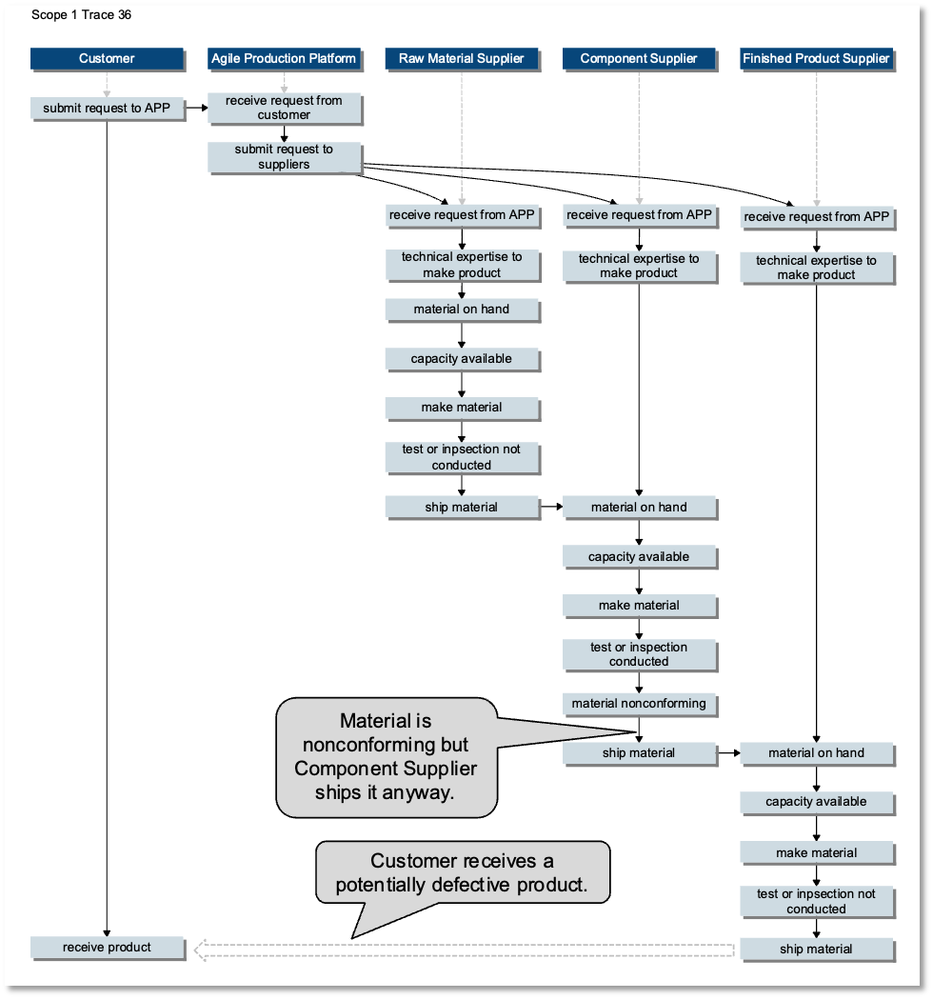 Scope 1 Trace 36
Customer
Agile Production Platform
Raw Material Supplier
Component Supplier
Finished Product Supplier
submit request to APP
receive request from
customer
submit request to
suppliers
receive request from APP
receive request from APP
receive request from APP
technical expertise to
make product
technical expertise to
make product
technical expertise to
make product
material on hand
capacity available
make material
test or inpsection not
conducted
ship material
material on hand
capacity available
make material
test or inspection
conducted
material nonconforming
Material is
nonconforming but
Component Supplier
ships it anyway.
ship material
material on hand
capacity available
make material
Customer receives a
potentially defective product.
test or inpsection not
conducted
receive product
ship material